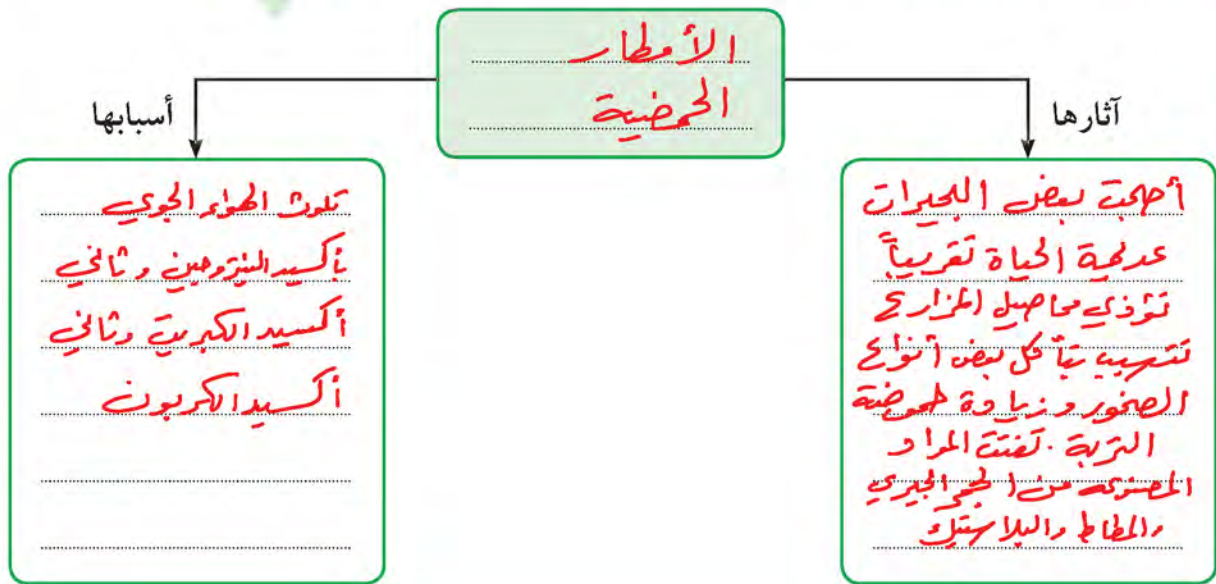 الأمطار
الحمضية
آثارها
أصبحت بعض البحيرات
عديمة الحياة تقريباً
تؤذي محاصيل المزارع
تتسبب بتآكل بعض أنواع
الصخور وزيادة حموضة
التربة. تفتت المواد
المصنوعة من الحجر الجيري
والمطاط والبلاستيك
أسبابها
تلوث الهواء الجوي
بأكسيد النيتروجين وثاني
أكسيد الكبريت وثاني
أكسيد الكربون